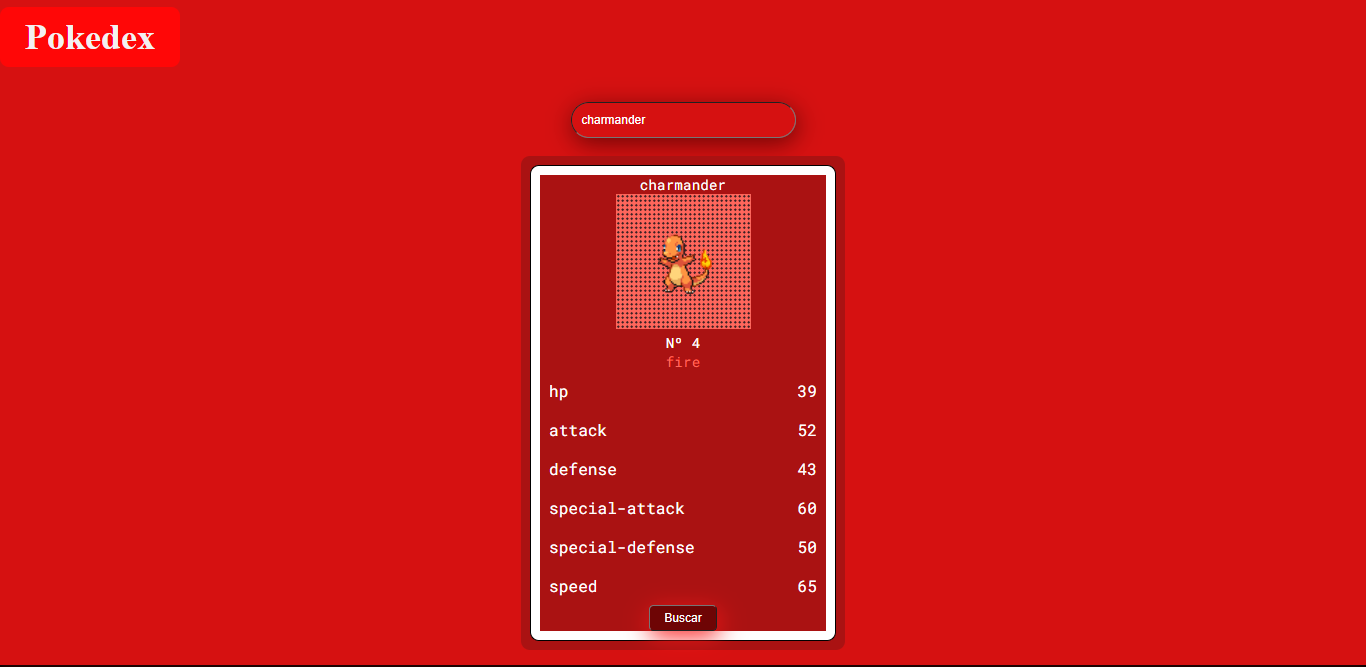 Pokedex
charmander
charmander
Nº 4
fire
hp 39
attack 52
defense 43
special-attack 60
special-defense 50
speed 65
Buscar